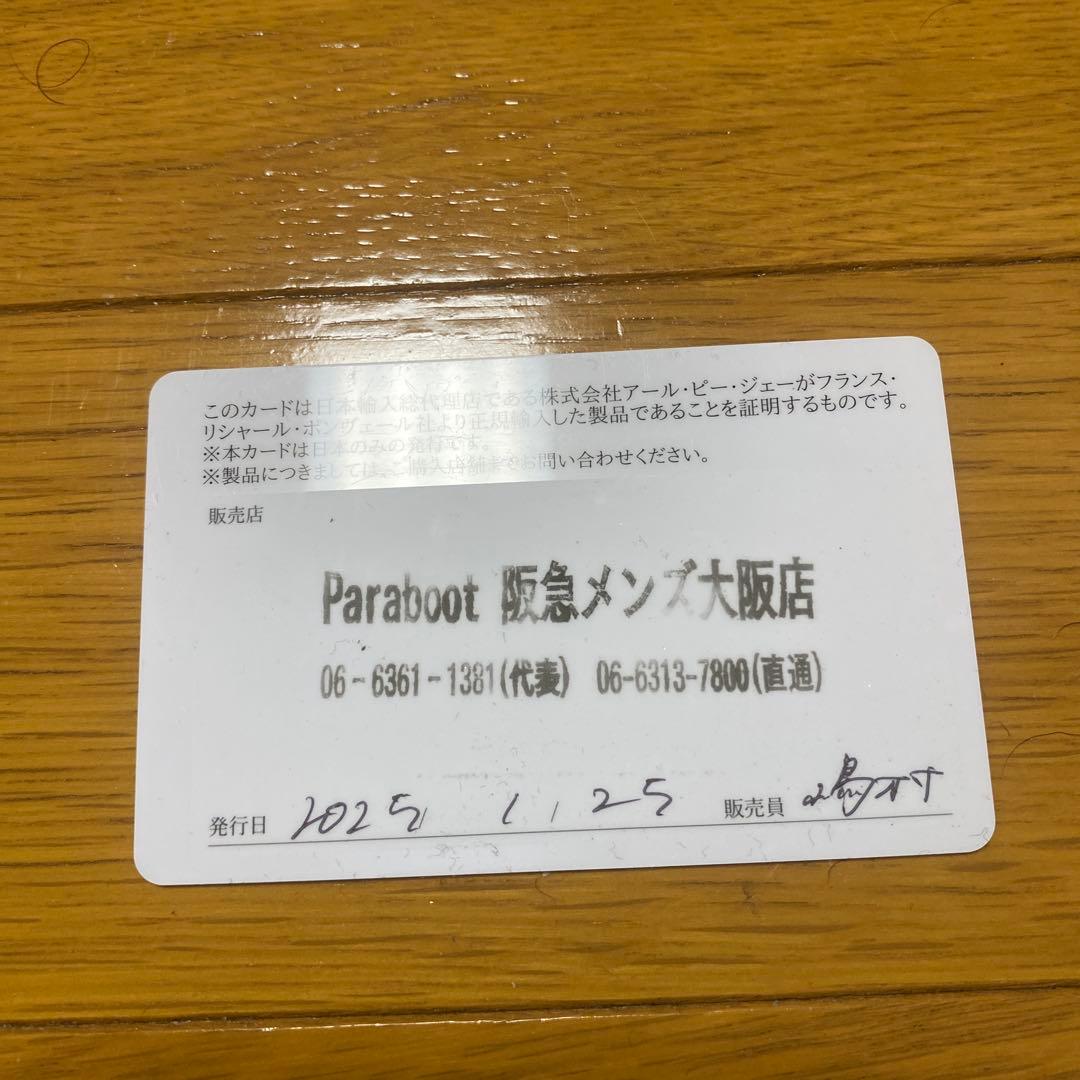 このカードは日本輸入総代理店である株式会社アール・ピー・ジェーがフランス・
リシャール・ポンヴェール社より正規輸入した製品であることを証明するものです。
※本カードは日本のみの発行です。
※製品につきましては、ご購入店舗までお問い合わせください。
販売店
Paraboot 阪急メンズ大阪店
06-6361-1381(代表) 06-6313-7800(直通)
発行日 2025, 1, 25 販売員 嶋村